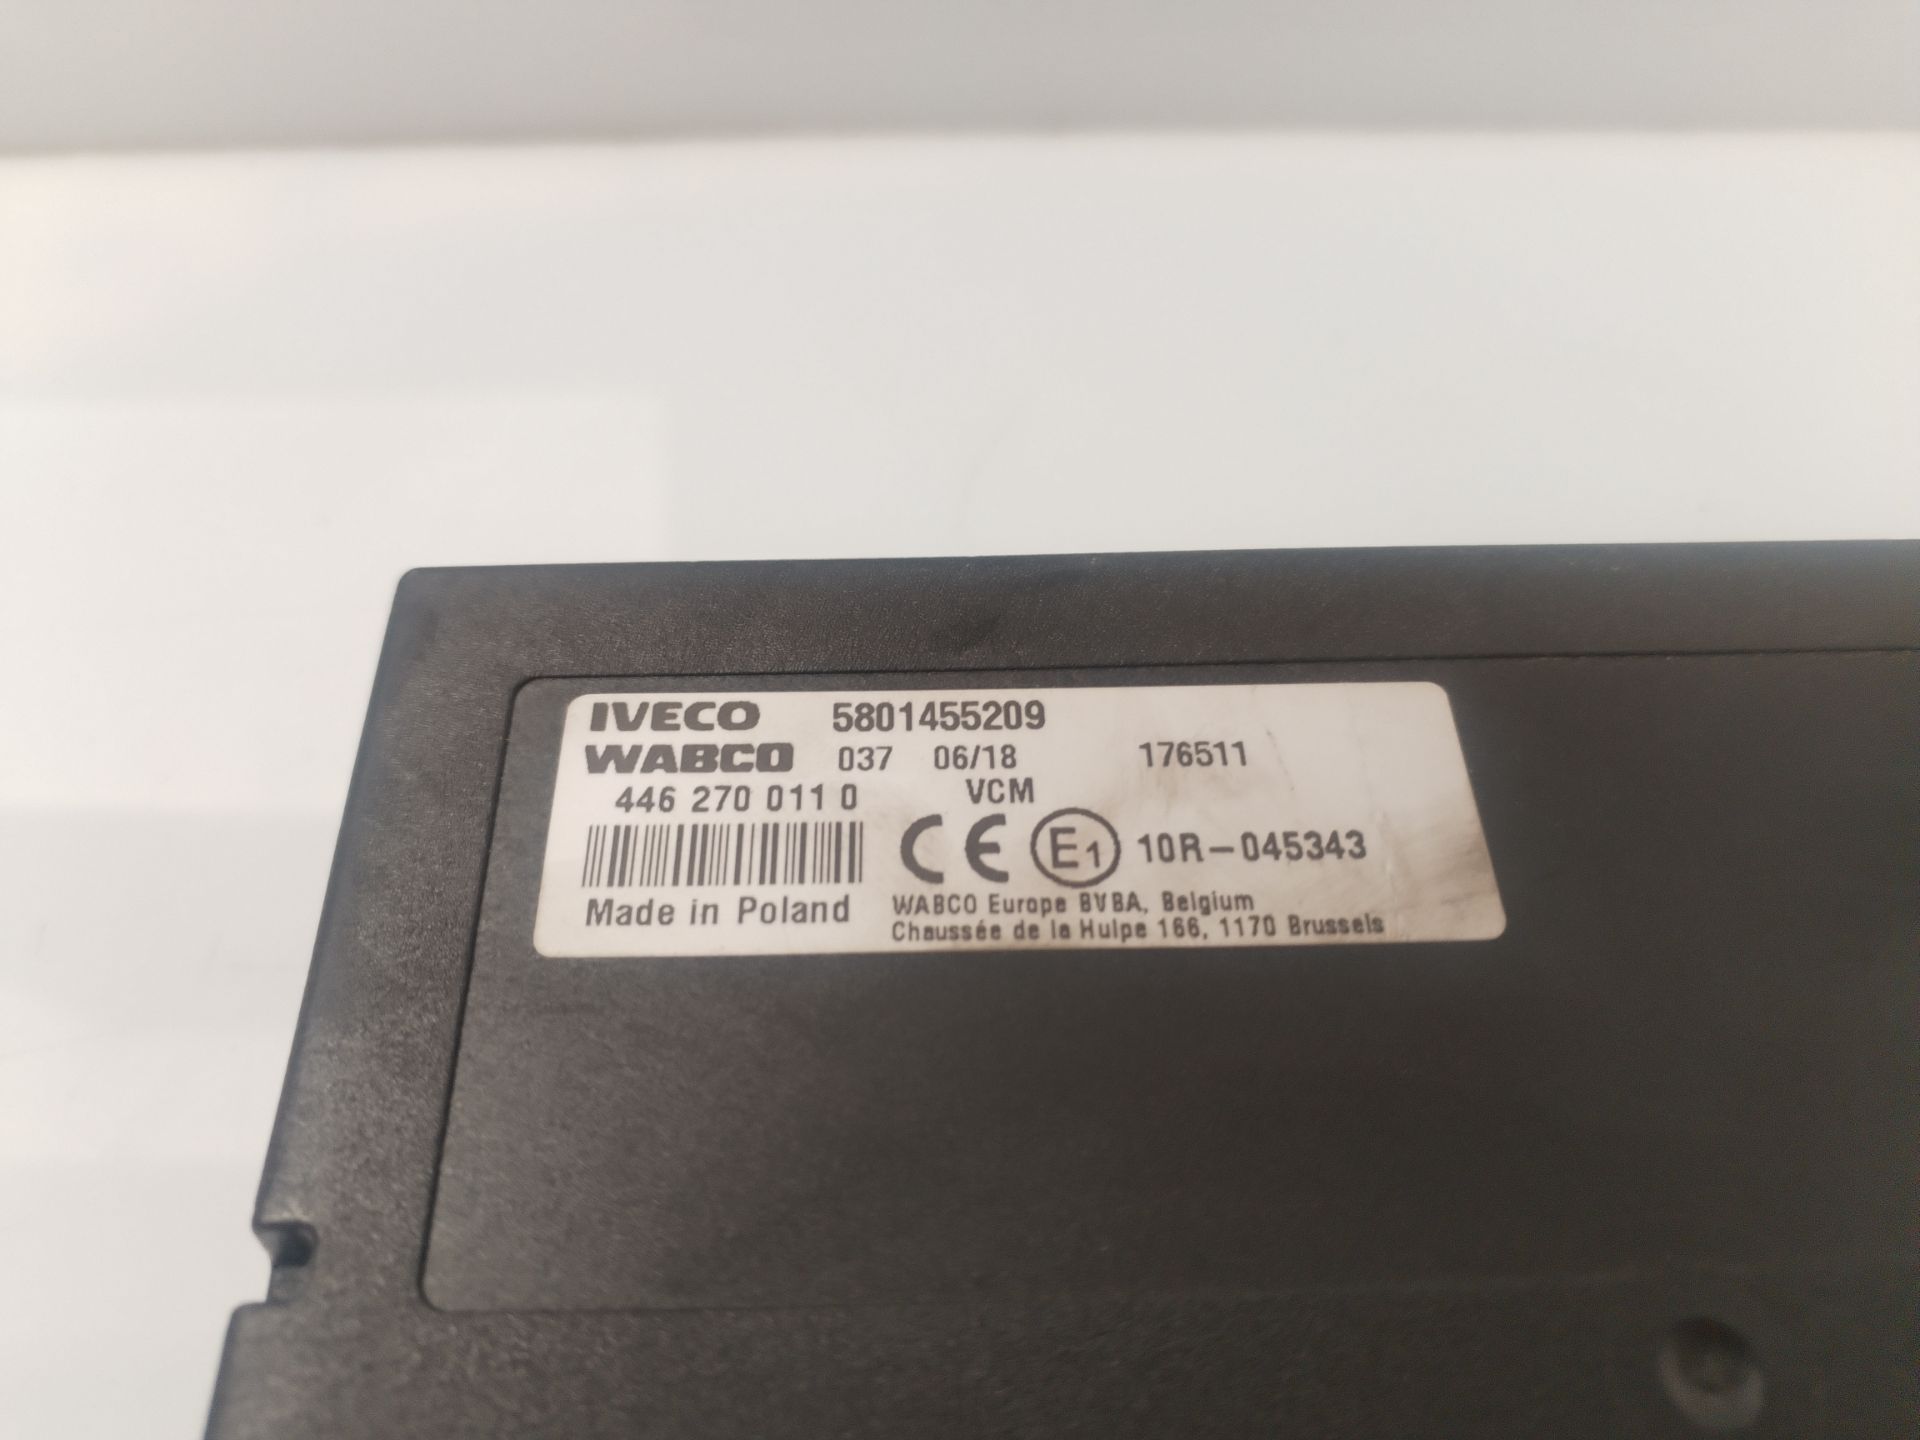 IVECO 5801455209
WABCO 037 06/18 176511
446 270 011 0 VCM
CE E1 10R-045343
Made in Poland
WABCO Europe BVBA, Belgium
Chaussée de la Hulpe 166, 1170 Brussels